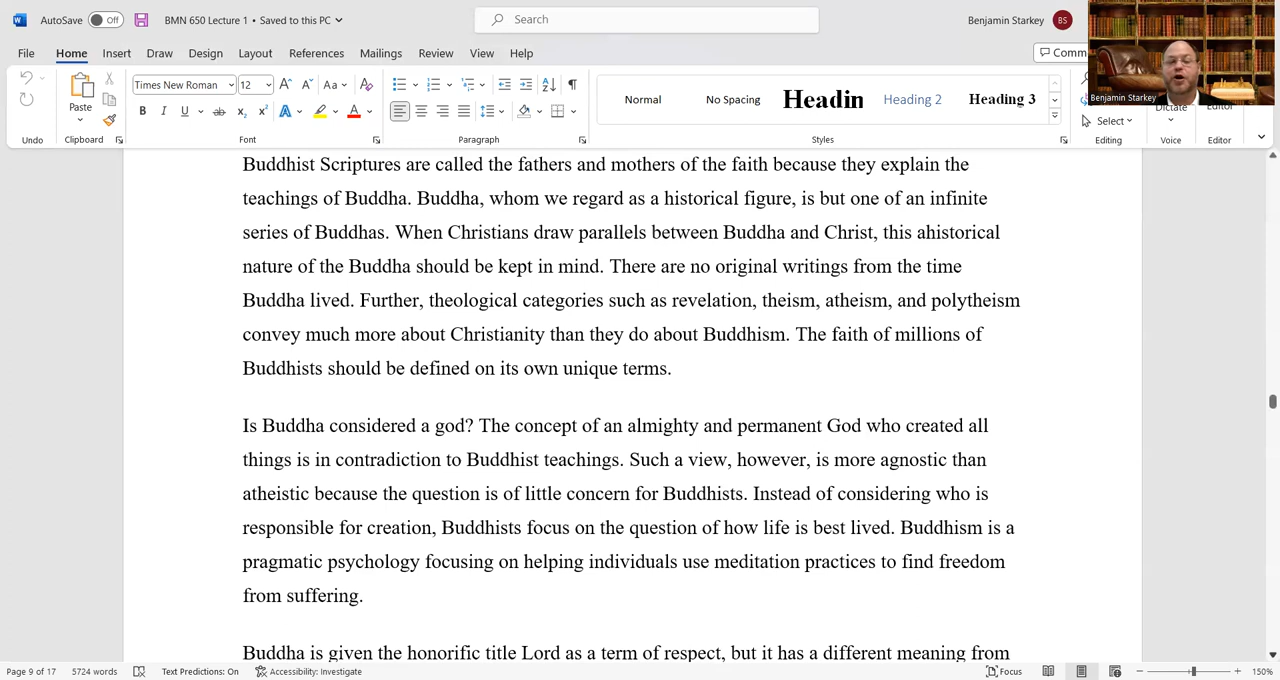 AutoSave Off BMN 650 Lecture 1 • Saved to this PC Search Benjamin Starkey BS
File Home Insert Draw Design Layout References Mailings Review View Help Comm
Benjamin Starkey
Times New Roman 12 Aa
Paste B I U ab x₂ x² A A
Normal No Spacing Headin Heading 2 Heading 3
Select Dictate Editor
Undo Clipboard Font Paragraph Styles Editing Voice Editor
Buddhist Scriptures are called the fathers and mothers of the faith because they explain the
teachings of Buddha. Buddha, whom we regard as a historical figure, is but one of an infinite
series of Buddhas. When Christians draw parallels between Buddha and Christ, this ahistorical
nature of the Buddha should be kept in mind. There are no original writings from the time
Buddha lived. Further, theological categories such as revelation, theism, atheism, and polytheism
convey much more about Christianity than they do about Buddhism. The faith of millions of
Buddhists should be defined on its own unique terms.
Is Buddha considered a god? The concept of an almighty and permanent God who created all
things is in contradiction to Buddhist teachings. Such a view, however, is more agnostic than
atheistic because the question is of little concern for Buddhists. Instead of considering who is
responsible for creation, Buddhists focus on the question of how life is best lived. Buddhism is a
pragmatic psychology focusing on helping individuals use meditation practices to find freedom
from suffering.
Buddha is given the honorific title Lord as a term of respect, but it has a different meaning from
Page 9 of 17 5724 words Text Predictions: On Accessibility: Investigate Focus 150%